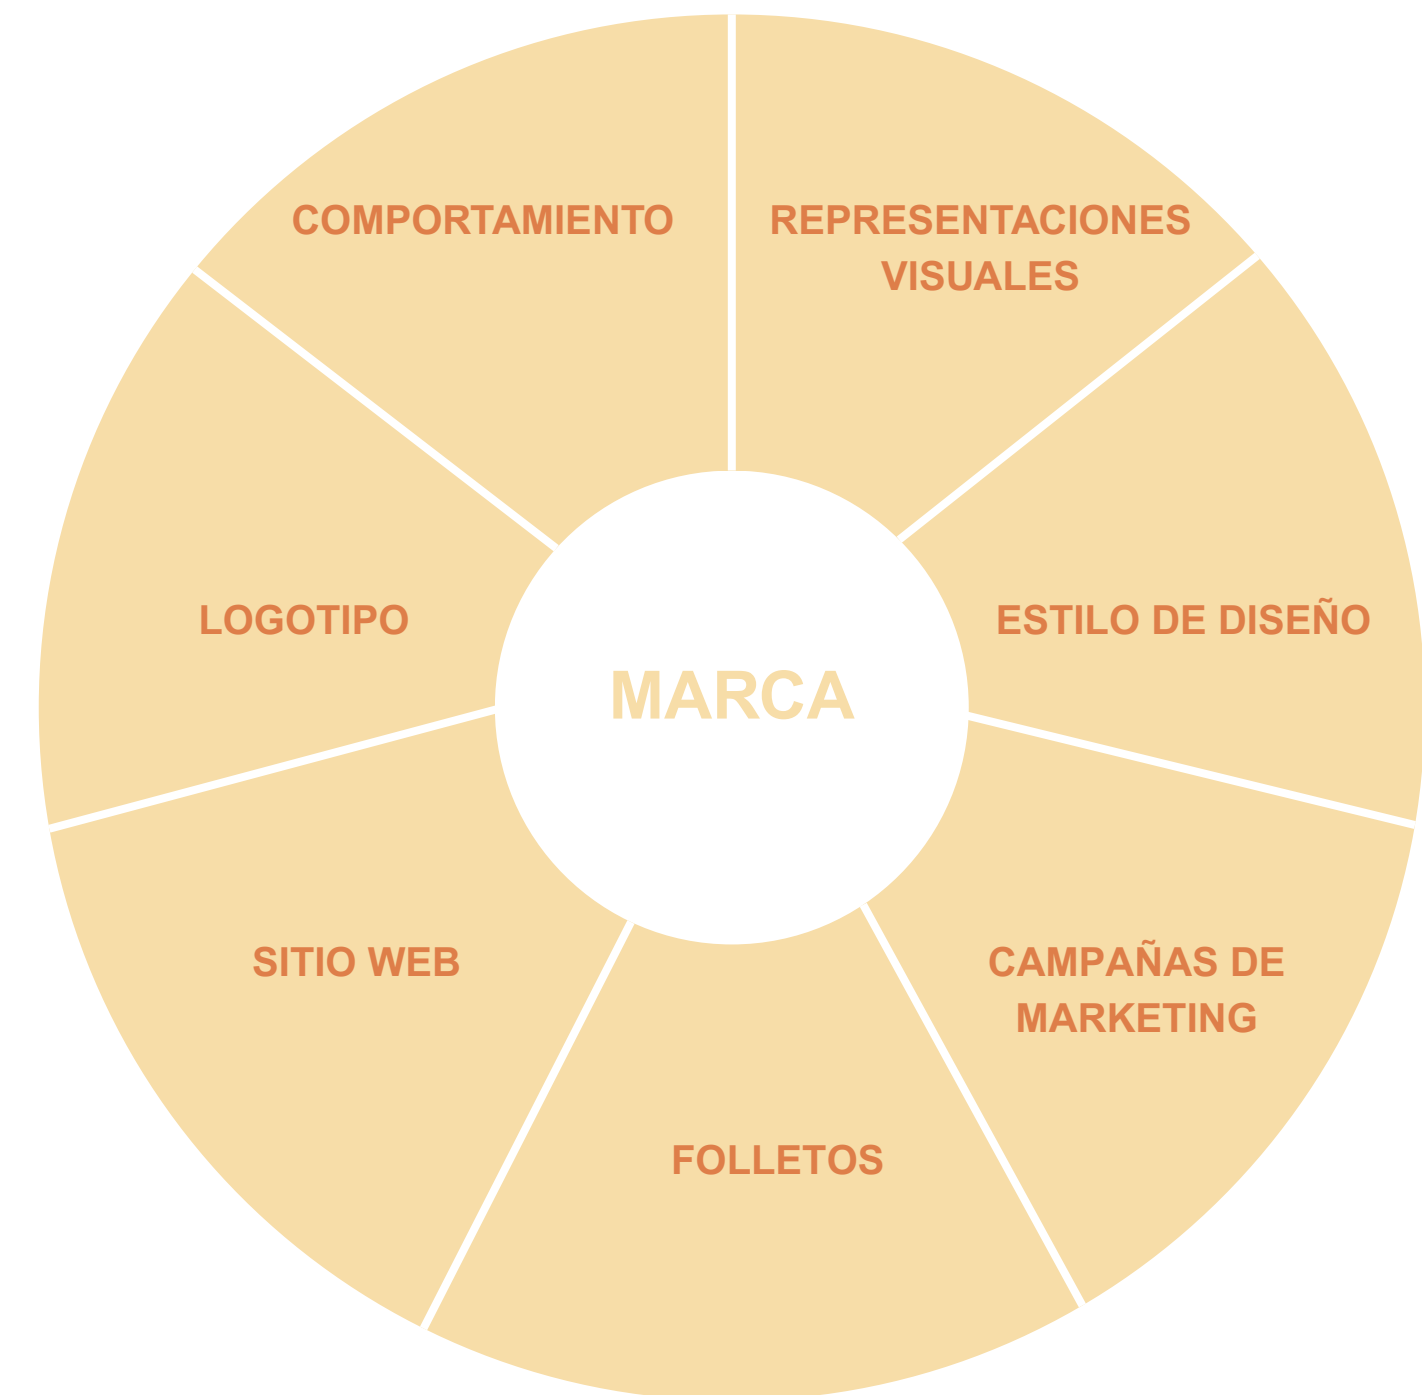 COMPORTAMIENTO
REPRESENTACIONES
VISUALES
LOGOTIPO
ESTILO DE DISEÑO
MARCA
SITIO WEB
CAMPAÑAS DE
MARKETING
FOLLETOS